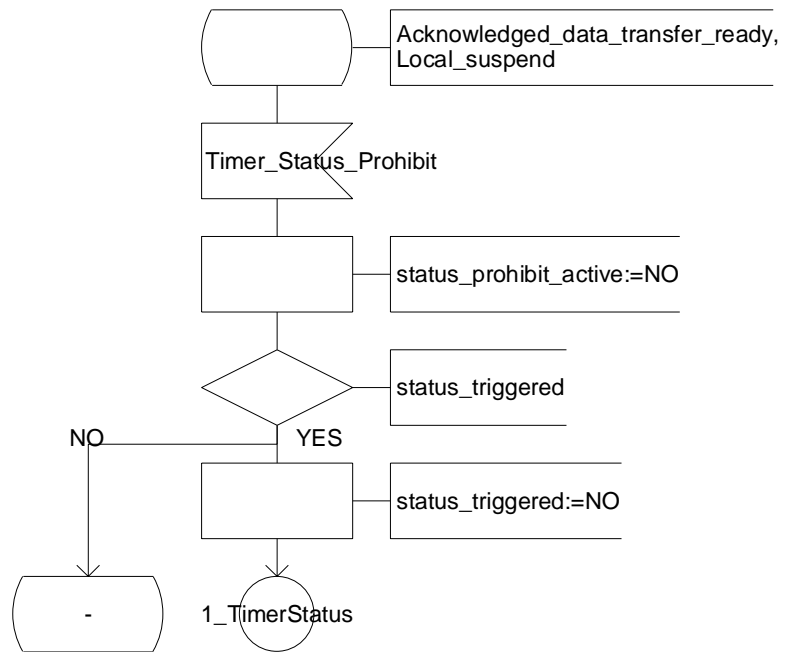 Acknowledged_data_transfer_ready,
Local_suspend
Timer_Status_Prohibit
status_prohibit_active:=NO
status_triggered
NO
YES
status_triggered:=NO
-
1_TimerStatus